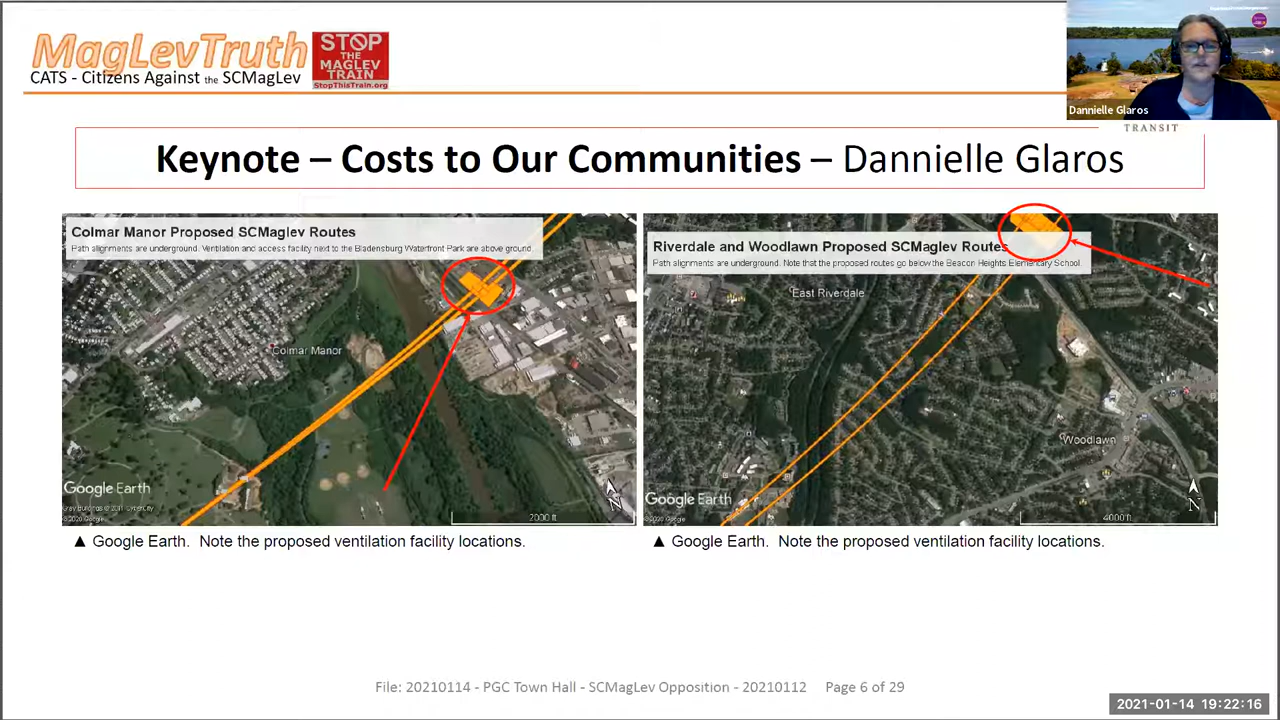 MagLevTruth
CATS - Citizens Against the SCMagLev
STOP
THE
MAGLEV
TRAIN
StopThisTrain.org
Dannielle Glaros
TRANSIT
Keynote – Costs to Our Communities – Dannielle Glaros
Colmar Manor Proposed SCMaglev Routes
Path alignments are underground. Ventilation and access facility next to the Bladensburg Waterfront Park are above ground.
Colmar Manor
Google Earth
©2020 Google
2000 ft
N
Riverdale and Woodlawn Proposed SCMaglev Routes
Path alignments are underground. Note that the proposed routes go below the Beacon Heights Elementary School.
East Riverdale
Woodlawn
Google Earth
©2020 Google
4000 ft
N
▲ Google Earth. Note the proposed ventilation facility locations.
▲ Google Earth. Note the proposed ventilation facility locations.
File: 20210114 - PGC Town Hall - SCMagLev Opposition - 20210112 Page 6 of 29
2021-01-14 19:22:16